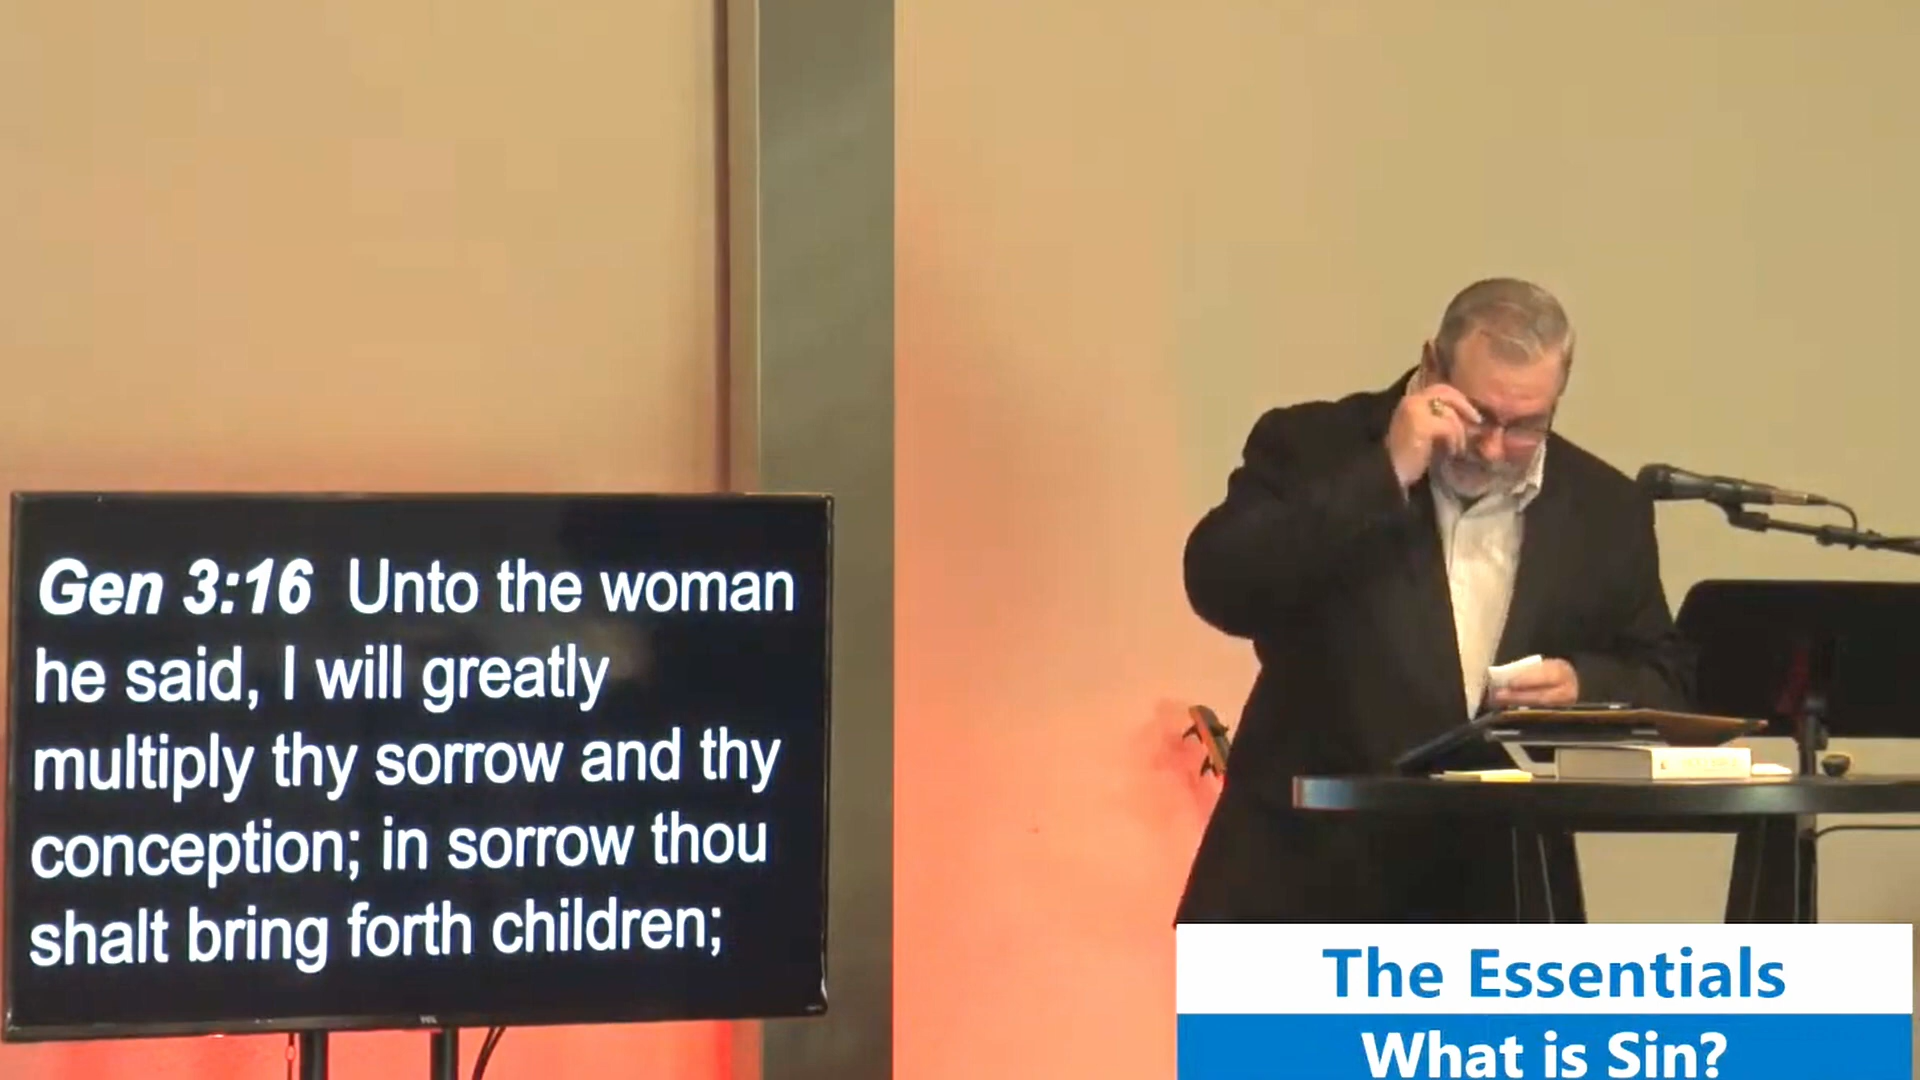 Gen 3:16 Unto the woman
he said, I will greatly
multiply thy sorrow and thy
conception; in sorrow thou
shalt bring forth children;
The Essentials
What is Sin?